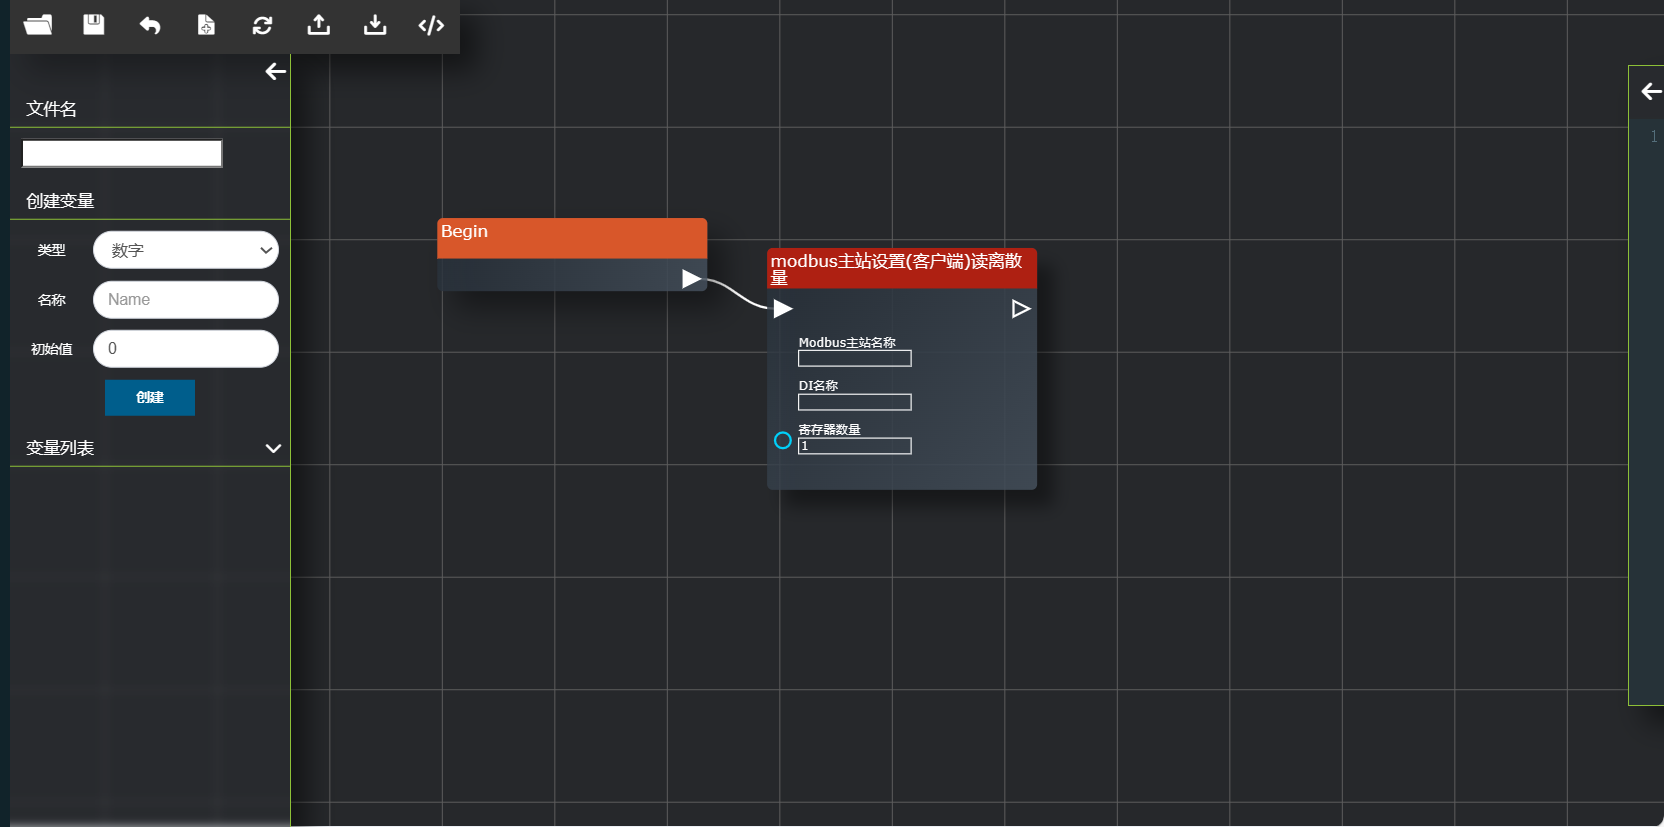 文件名
创建变量
类型
数字
名称
Name
初始值
0
创建
变量列表
Begin
modbus主站设置(客户端)读离散
量
Modbus主站名称
DI名称
寄存器数量
1
1